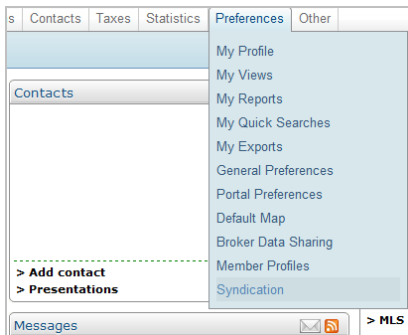 s Contacts Taxes Statistics Preferences Other
My Profile
My Views
My Reports
My Quick Searches
My Exports
General Preferences
Portal Preferences
Default Map
Broker Data Sharing
Member Profiles
Syndication
Contacts
> Add contact
> Presentations
Messages
> MLS